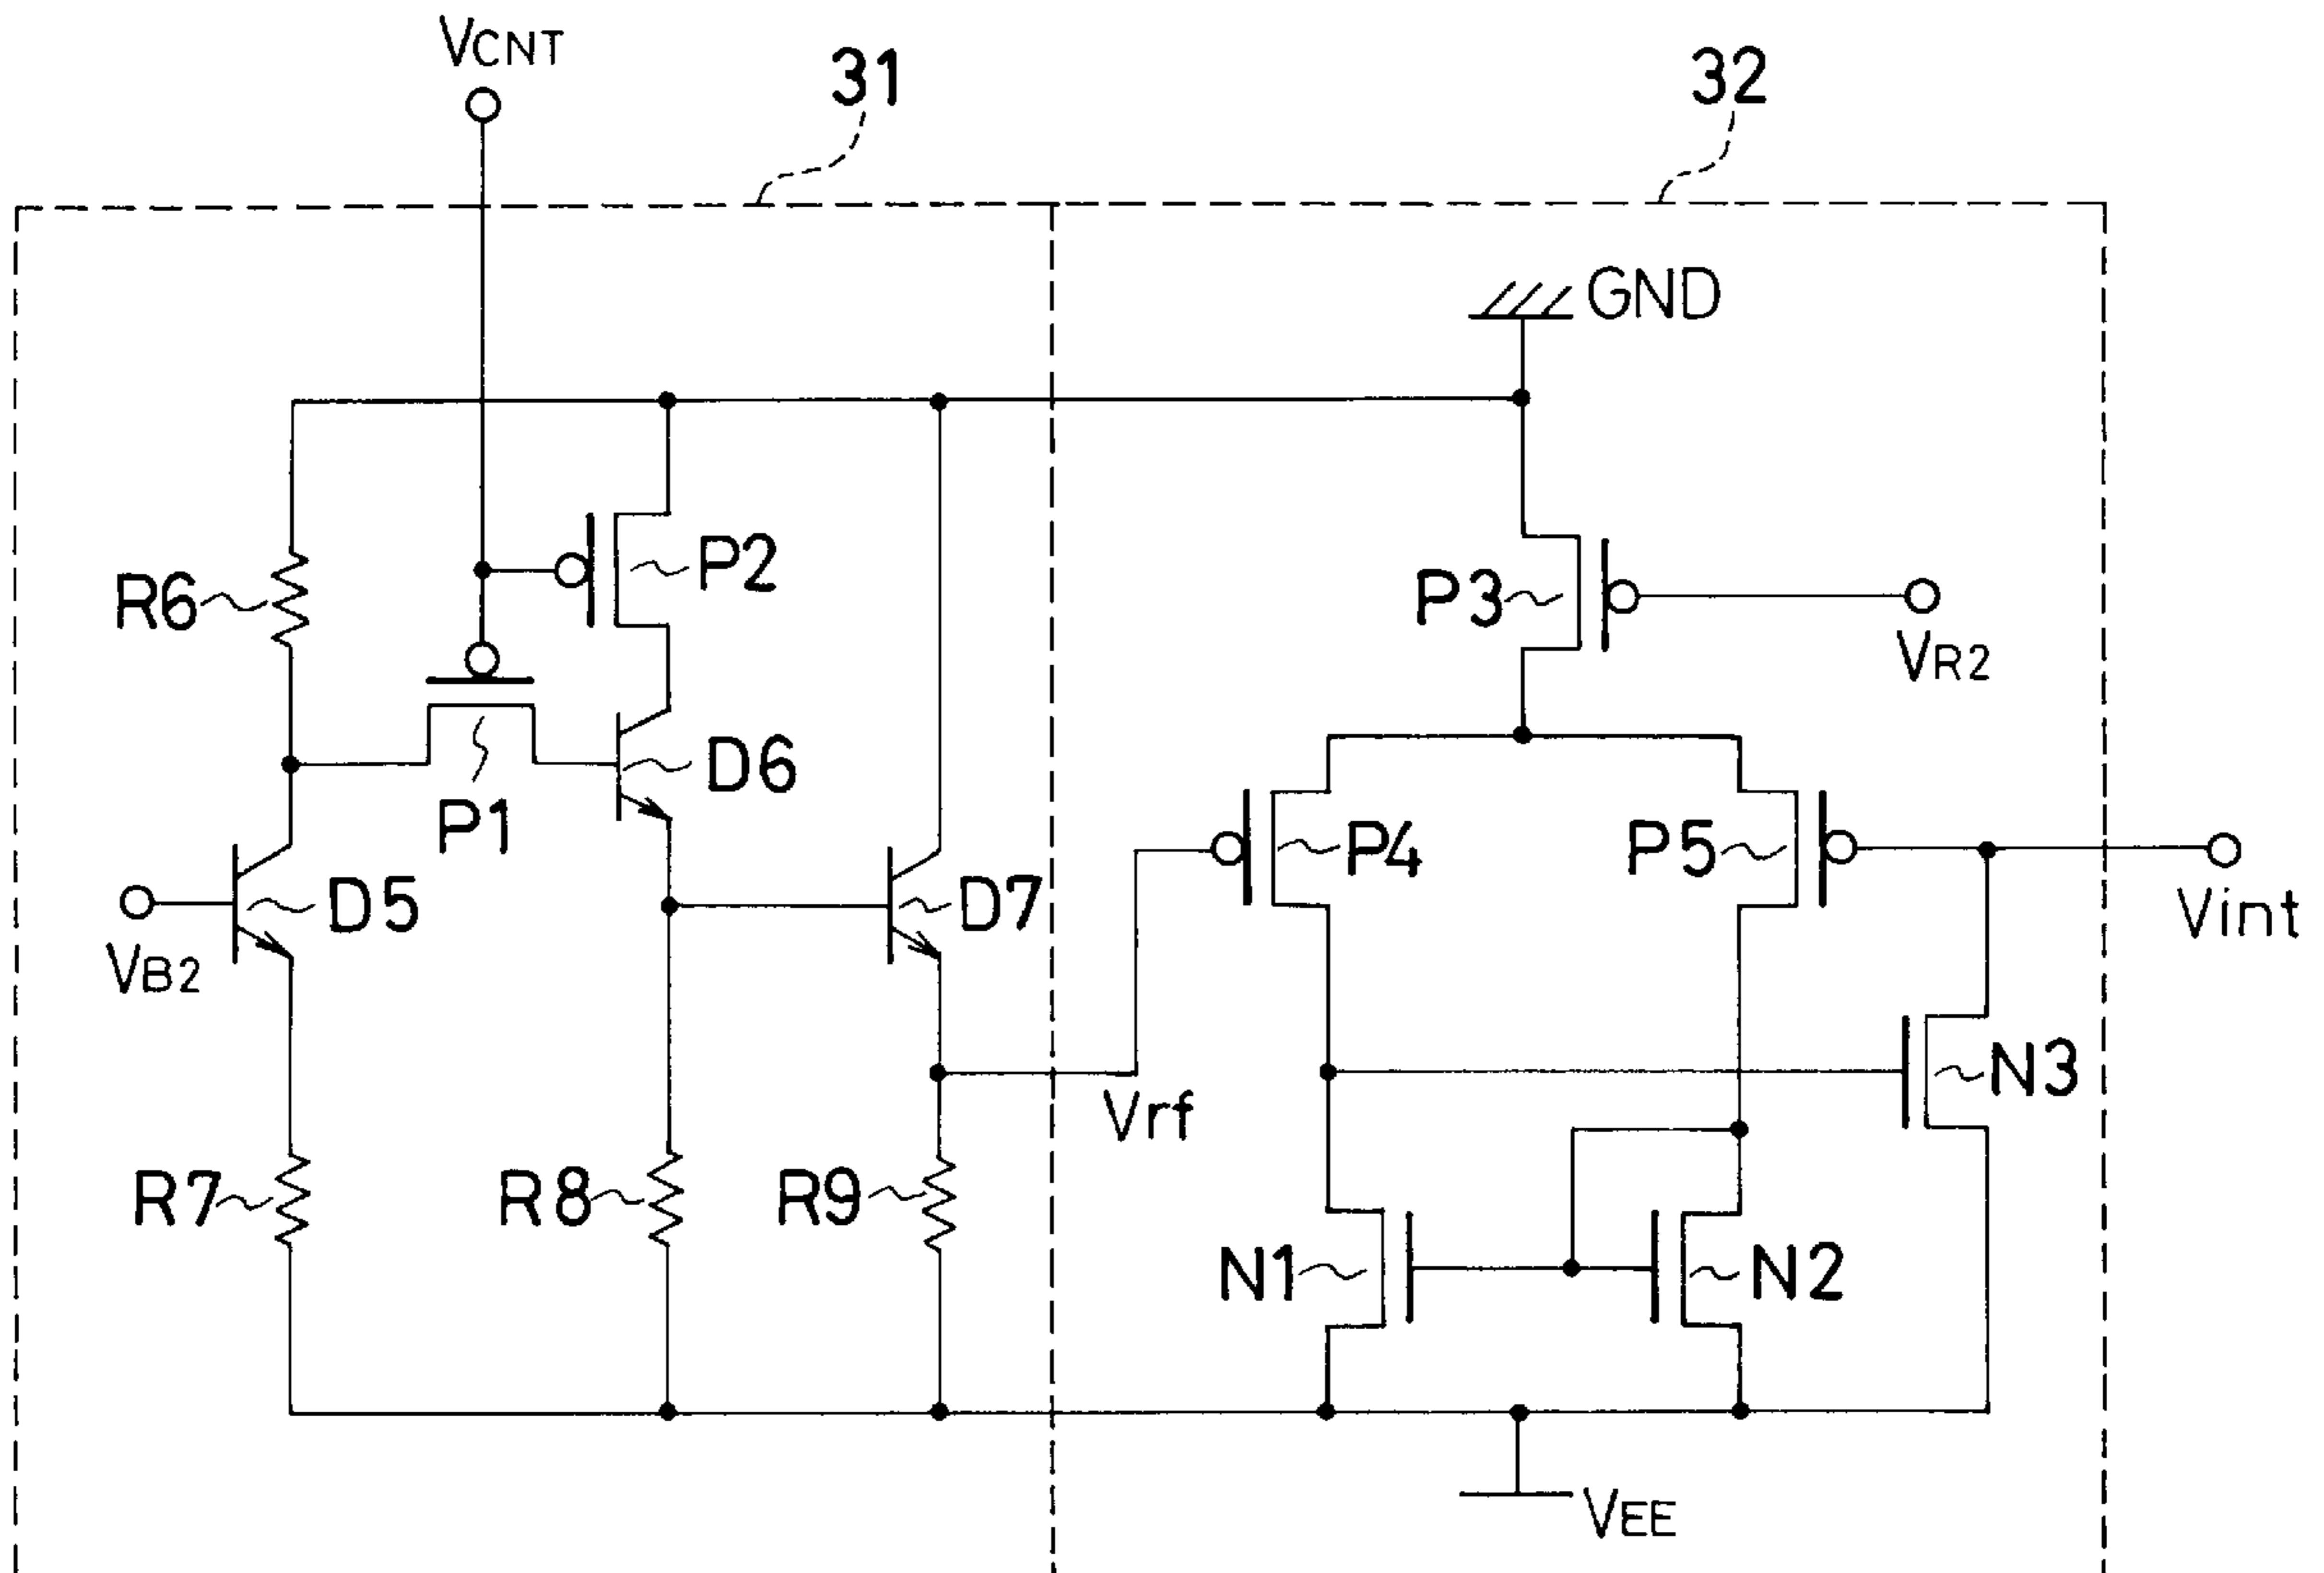 VCNT
31
32
GND
P2
R6
P3
VR2
D6
P1
P4
P5
D5
D7
Vint
VB2
N3
Vrf
R7
R8
R9
N1
N2
VEE